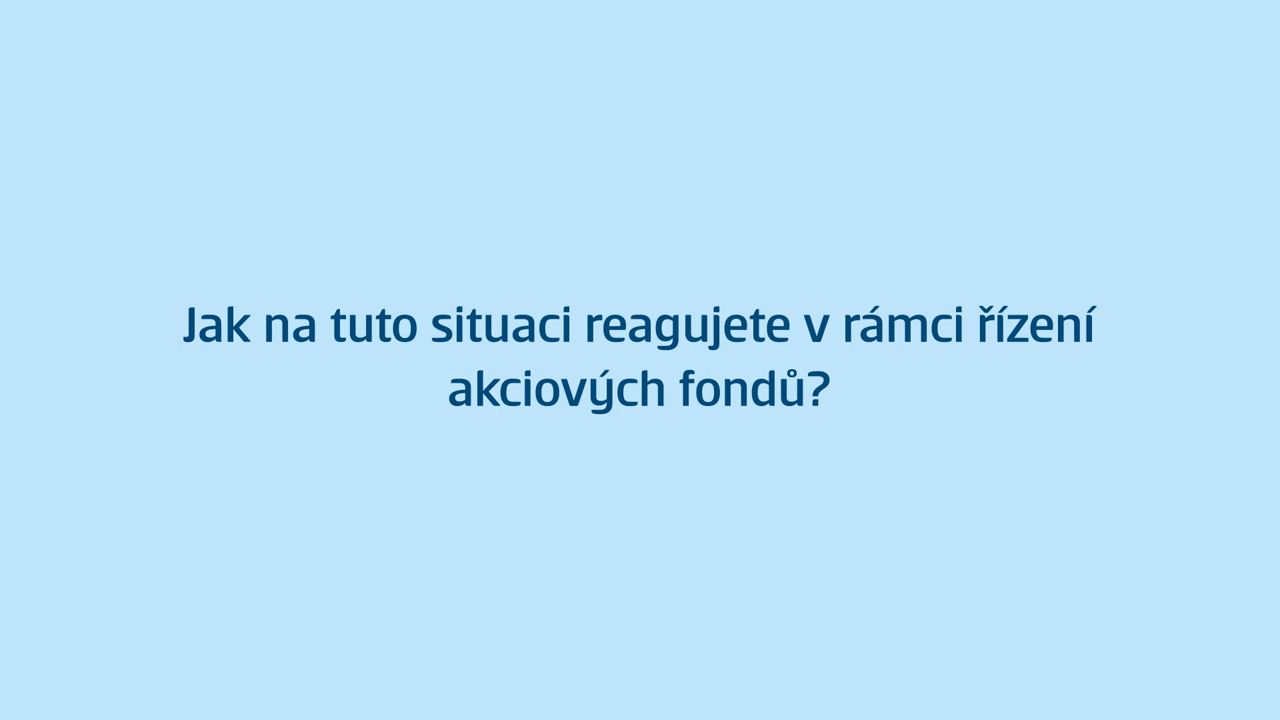 Jak na tuto situaci reagujete v rámci řízení
akciových fondů?